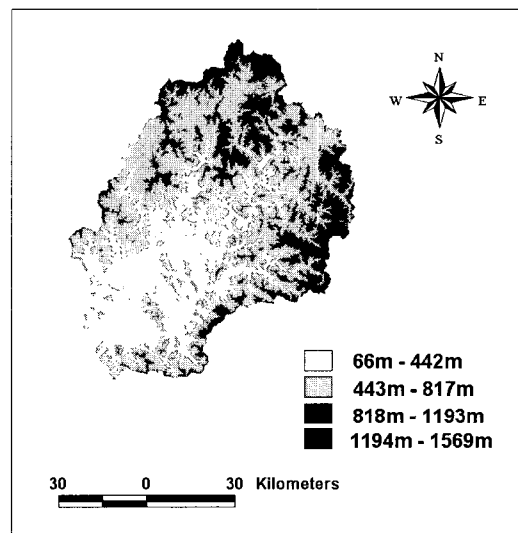 N
W E
S
66m - 442m
443m - 817m
818m - 1193m
1194m - 1569m
30 0 30 Kilometers